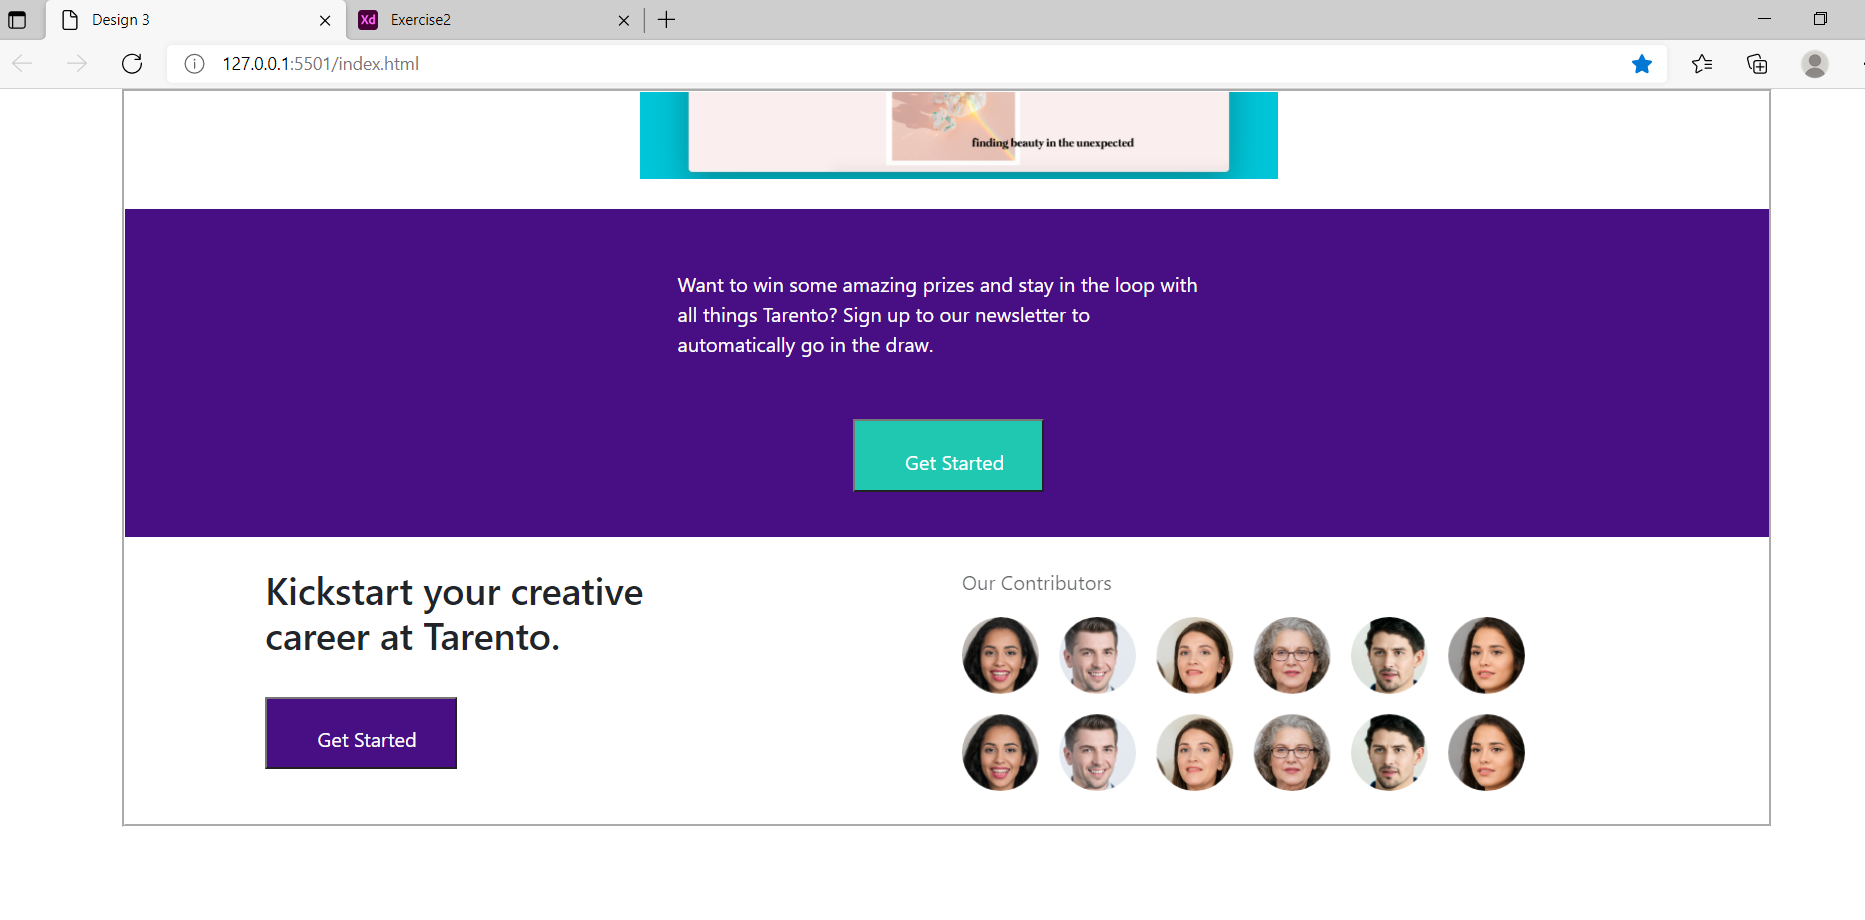 Design 3
Xd
Exercise2
127.0.0.1:5501/index.html
finding beauty in the unexpected
Want to win some amazing prizes and stay in the loop with
all things Tarento? Sign up to our newsletter to
automatically go in the draw.
Get Started
Kickstart your creative
career at Tarento.
Get Started
Our Contributors